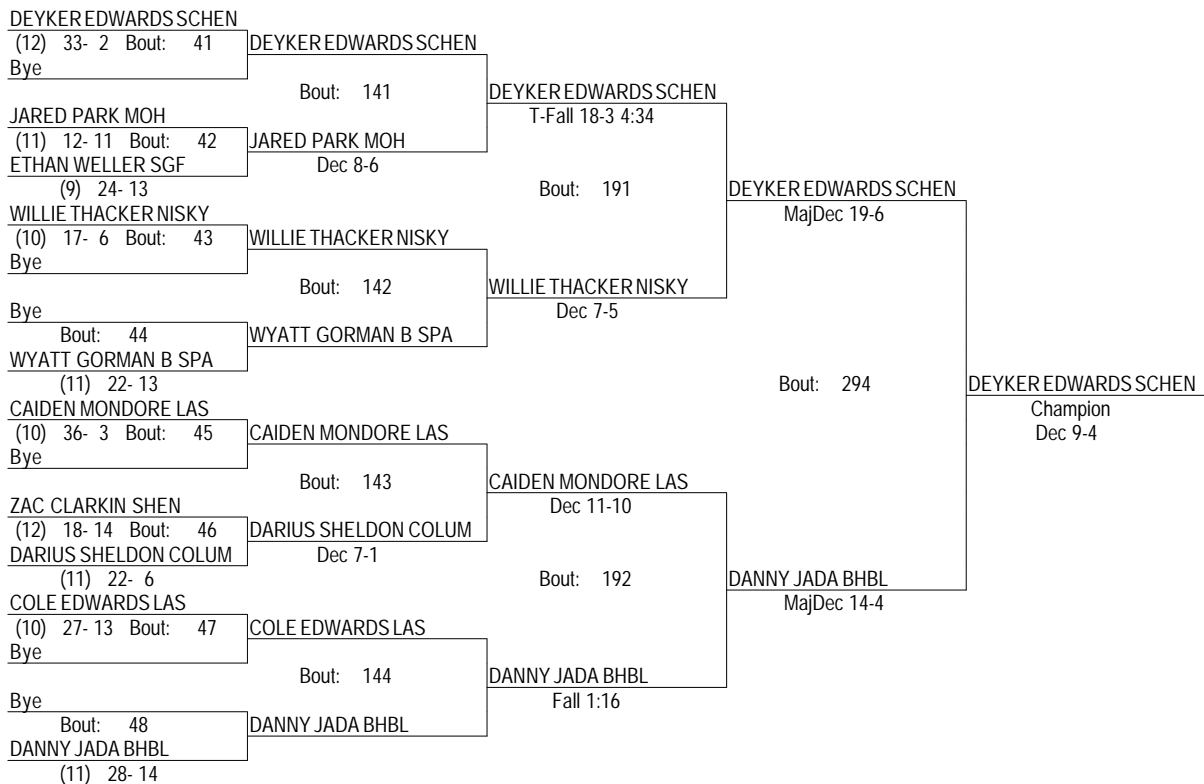 DEYKER EDWARDS SCHEN
(12) 33- 2 Bout: 41
Bye
DEYKER EDWARDS SCHEN
Bout: 141
JARED PARK MOH
(11) 12- 11 Bout: 42
ETHAN WELLER SGF
(9) 24- 13
JARED PARK MOH
Dec 8-6
DEYKER EDWARDS SCHEN
T-Fall 18-3 4:34
Bout: 191
WILLIE THACKER NISKY
(10) 17- 6 Bout: 43
Bye
WILLIE THACKER NISKY
Bout: 142
Bye
Bout: 44
WYATT GORMAN B SPA
(11) 22- 13
WYATT GORMAN B SPA
WILLIE THACKER NISKY
Dec 7-5
DEYKER EDWARDS SCHEN
MajDec 19-6
Bout: 294
CAIDEN MONDORE LAS
(10) 36- 3 Bout: 45
Bye
CAIDEN MONDORE LAS
Bout: 143
ZAC CLARKIN SHEN
(12) 18- 14 Bout: 46
DARIUS SHELDON COLUM
(11) 22- 6
DARIUS SHELDON COLUM
Dec 7-1
CAIDEN MONDORE LAS
Dec 11-10
Bout: 192
COLE EDWARDS LAS
(10) 27- 13 Bout: 47
Bye
COLE EDWARDS LAS
Bout: 144
Bye
Bout: 48
DANNY JADA BHBL
(11) 28- 14
DANNY JADA BHBL
DANNY JADA BHBL
Fall 1:16
DANNY JADA BHBL
MajDec 14-4
DEYKER EDWARDS SCHEN
Champion
Dec 9-4